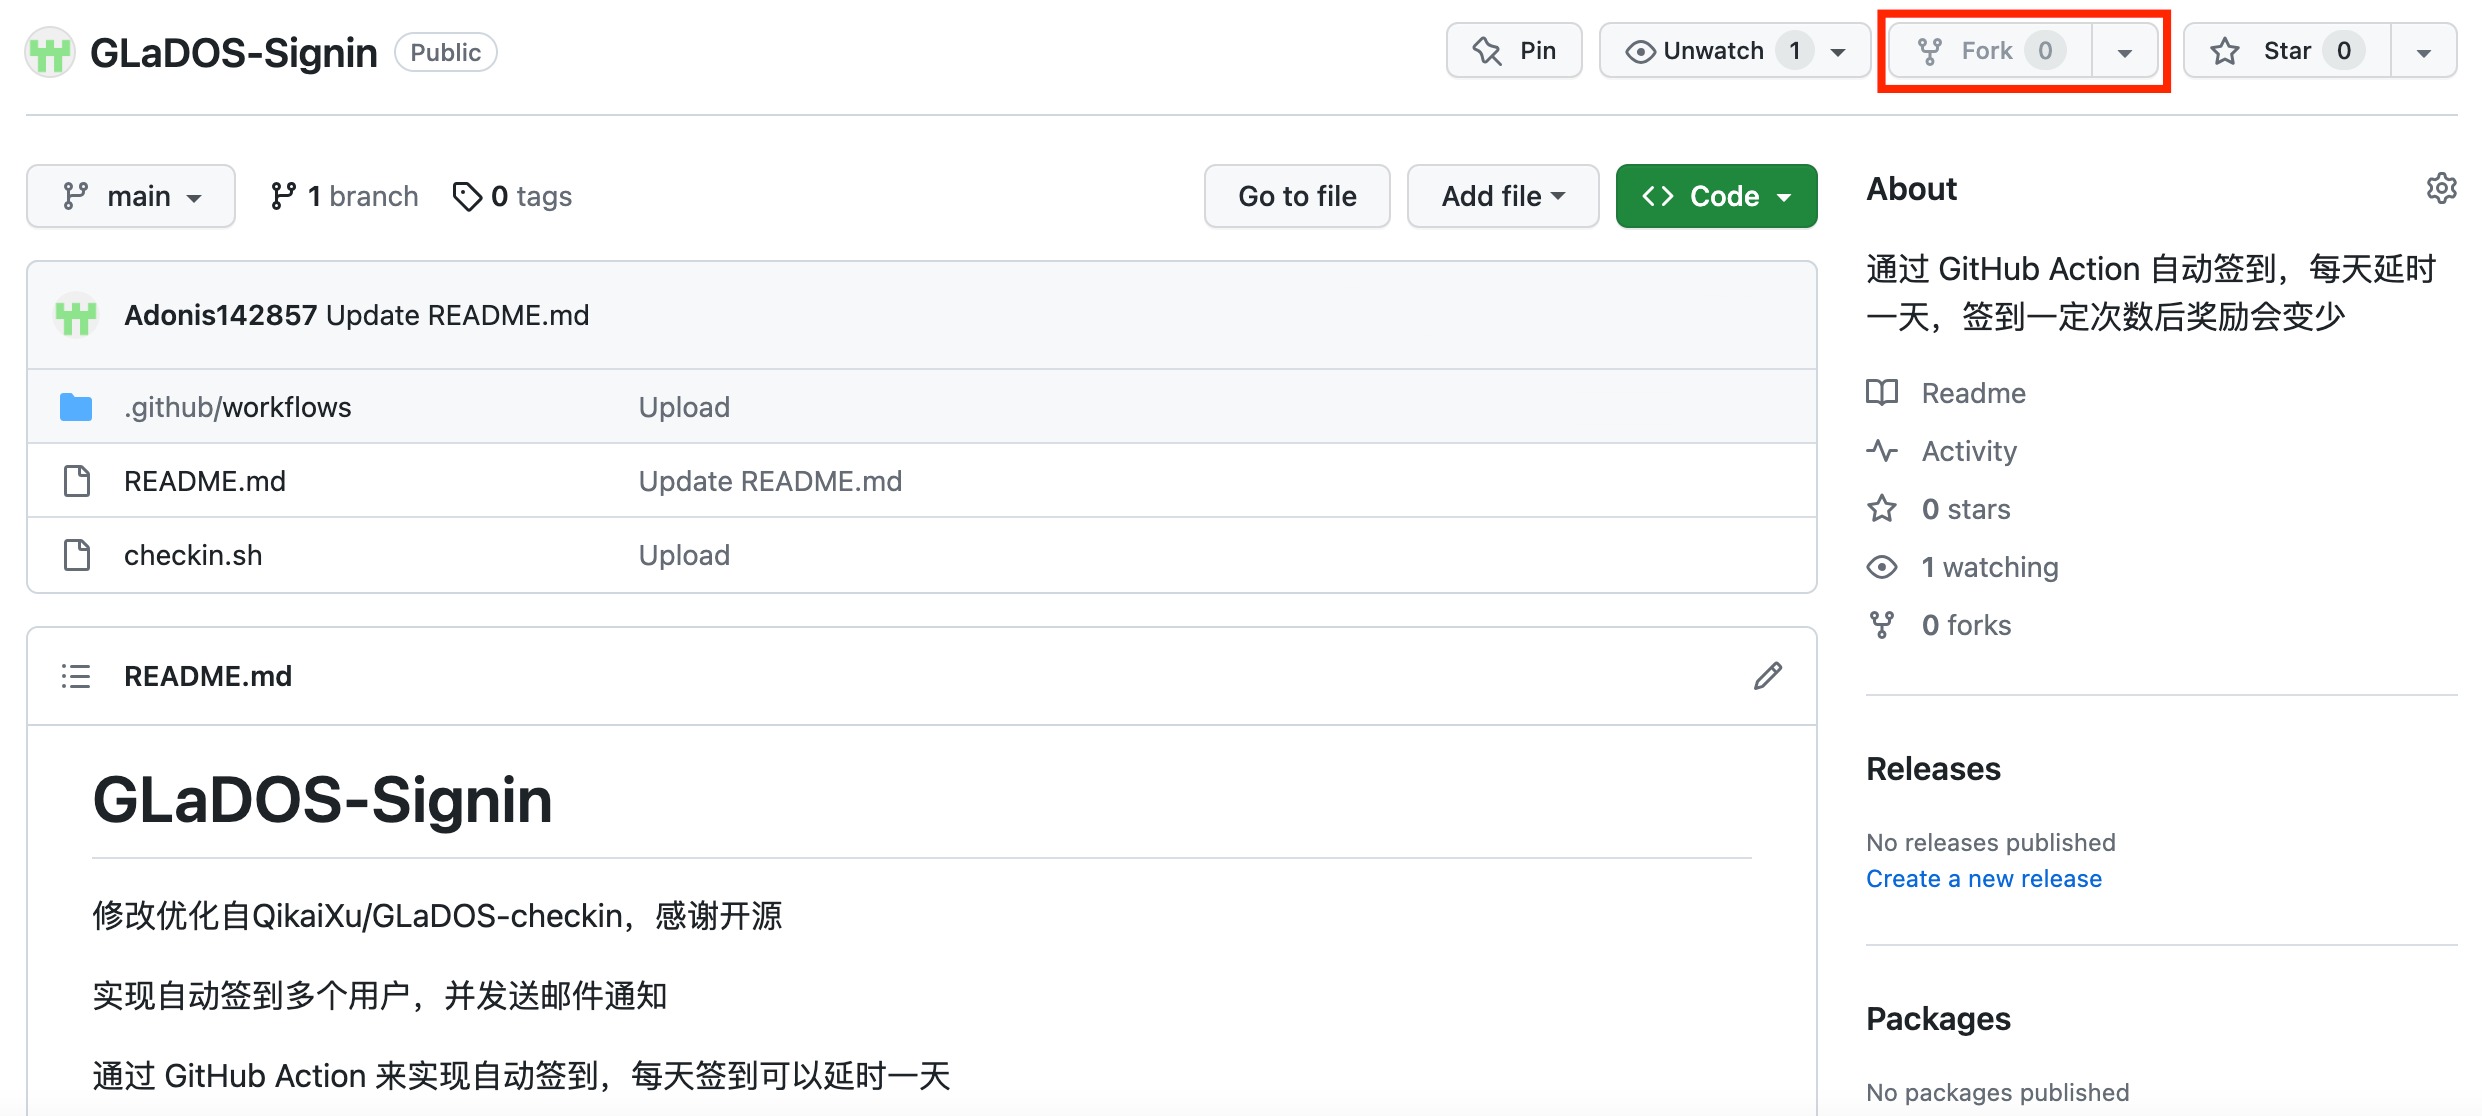 GLaDOS-Signin Public Pin Unwatch 1 Fork 0 Star 0
main 1 branch 0 tags Go to file Add file Code
Adonis142857 Update README.md
.github/workflows Upload
README.md Update README.md
checkin.sh Upload
README.md
GLaDOS-Signin
修改优化自QikaiXu/GLaDOS-checkin，感谢开源
实现自动签到多个用户，并发送邮件通知
通过 GitHub Action 来实现自动签到，每天签到可以延时一天
About
通过 GitHub Action 自动签到，每天延时
一天，签到一定次数后奖励会变少
Readme
Activity
0 stars
1 watching
0 forks
Releases
No releases published
Create a new release
Packages
No packages published